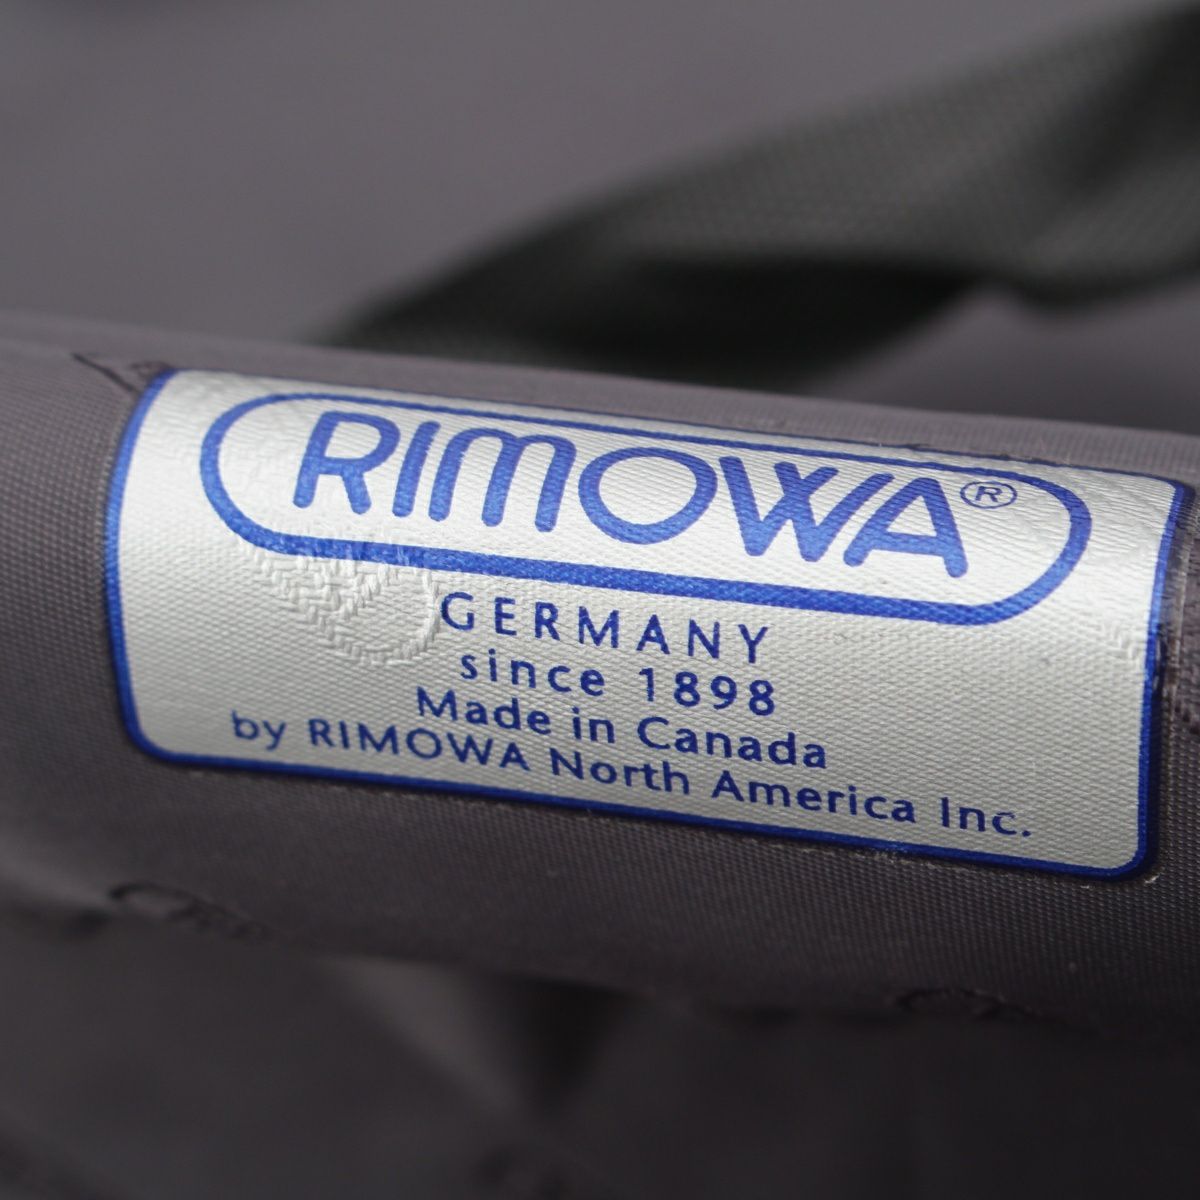 RIMOWA®
GERMANY
since 1898
Made in Canada
by RIMOWA North America Inc.